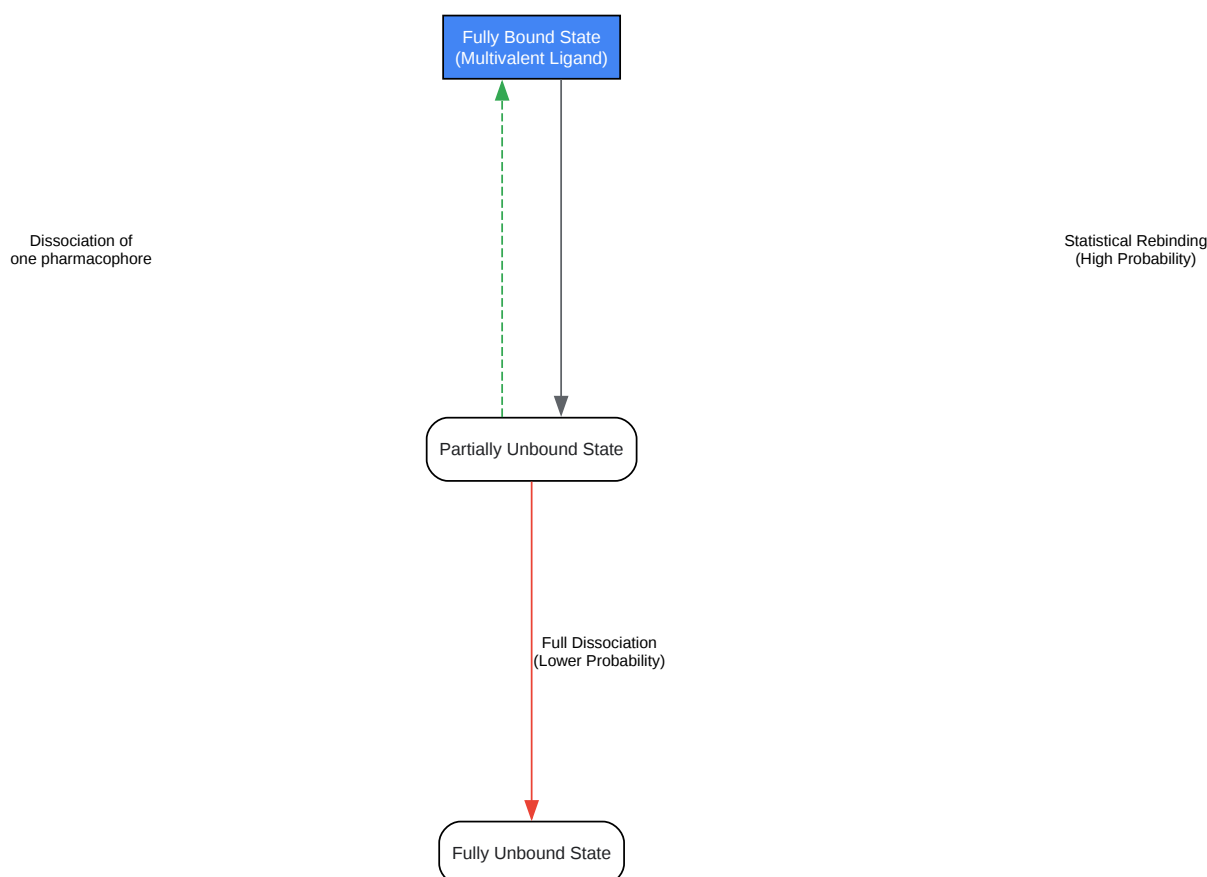 Fully Bound State
(Multivalent Ligand)
Dissociation of
one pharmacophore
Statistical Rebinding
(High Probability)
Partially Unbound State
Full Dissociation
(Lower Probability)
Fully Unbound State